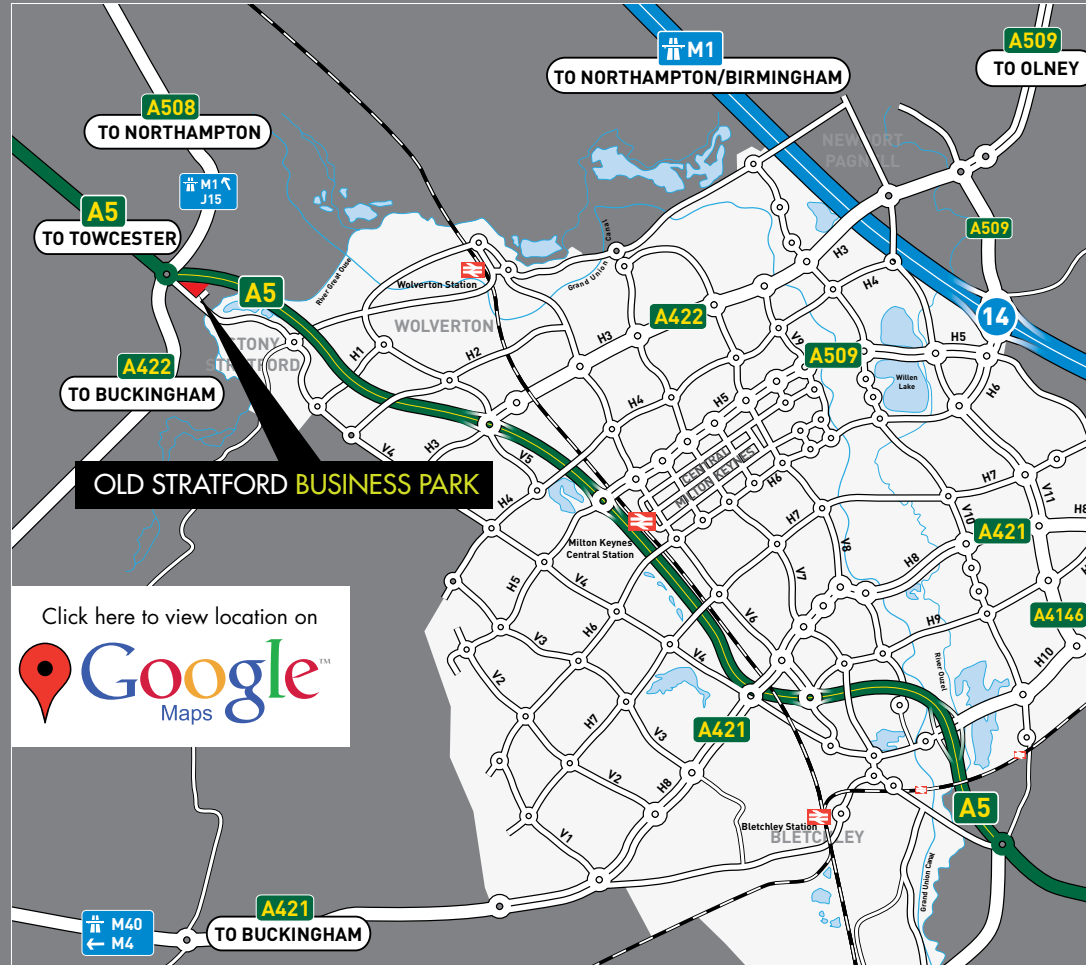 M1
TO NORTHAMPTON/BIRMINGHAM
A509
TO OLNEY
A508
TO NORTHAMPTON
M1
J15
A5
TO TOWCESTER
NEWPORT
PAGNELL
A509
River Great Ouse
Grand Union Canal
Wolverton Station
WOLVERTON
A5
STONY
STRATFORD
A422
TO BUCKINGHAM
H1
H2
H3
A422
H3
H4
V9
A509
14
H5
Willen
Lake
H6
H4
H5
CENTRAL
MILTON KEYNES
H6
V4
H3
V5
OLD STRATFORD BUSINESS PARK
H4
H7
V11
V10
H8
A421
H7
V8
H8
Milton Keynes
Central Station
H5
V4
V7
V6
H6
V3
V4
H9
A4146
H10
River Ouzel
Click here to view location on
Google™
Maps
V2
H7
V3
A421
V2
H8
V1
A5
Bletchley Station
BLETCHLEY
Grand Union Canal
M40
M4
A421
TO BUCKINGHAM